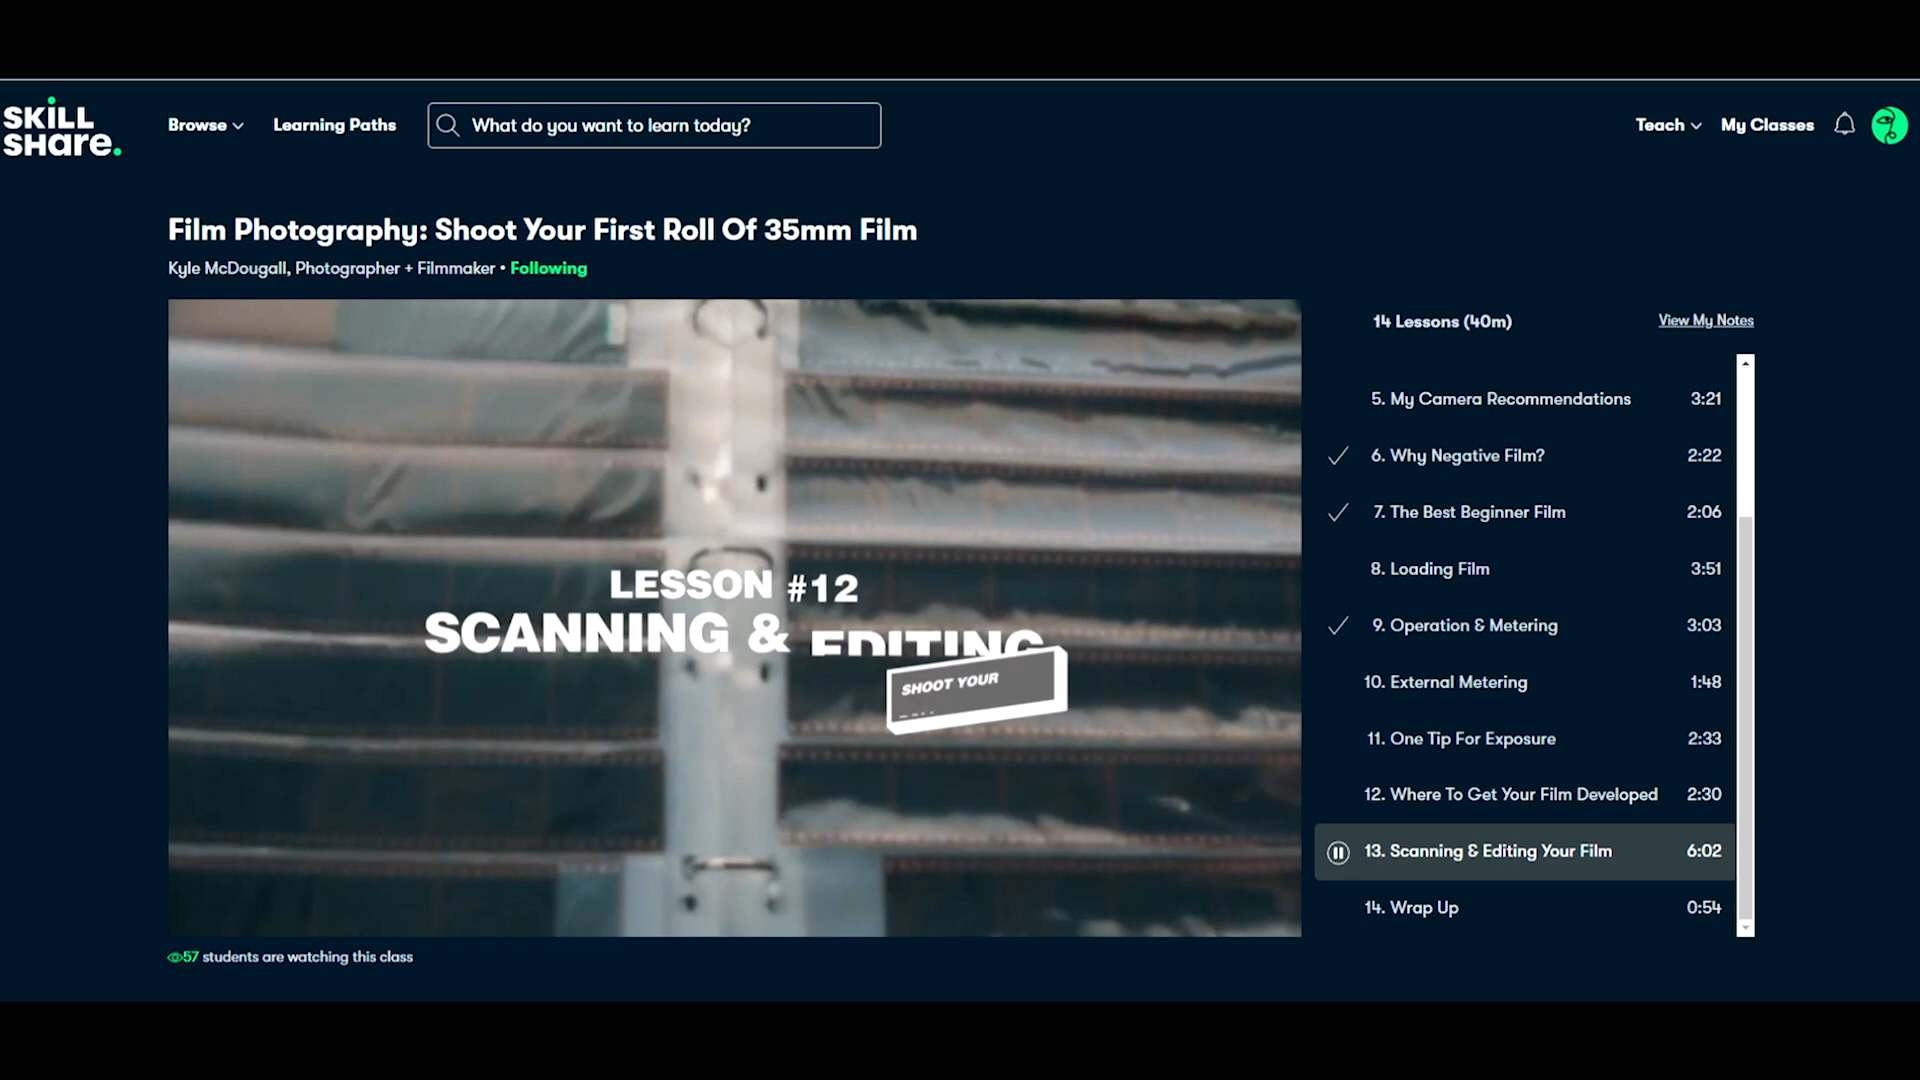 SKILL
SHare.
Browse
Learning Paths
What do you want to learn today?
Teach
My Classes
Film Photography: Shoot Your First Roll Of 35mm Film
Kyle McDougall, Photographer + Filmmaker • Following
LESSON #12
SCANNING & EDITING
SHOOT YOUR
14 Lessons (40m)
View My Notes
5. My Camera Recommendations 3:21
6. Why Negative Film? 2:22
7. The Best Beginner Film 2:06
8. Loading Film 3:51
9. Operation & Metering 3:03
10. External Metering 1:48
11. One Tip For Exposure 2:33
12. Where To Get Your Film Developed 2:30
13. Scanning & Editing Your Film 6:02
14. Wrap Up 0:54
57 students are watching this class